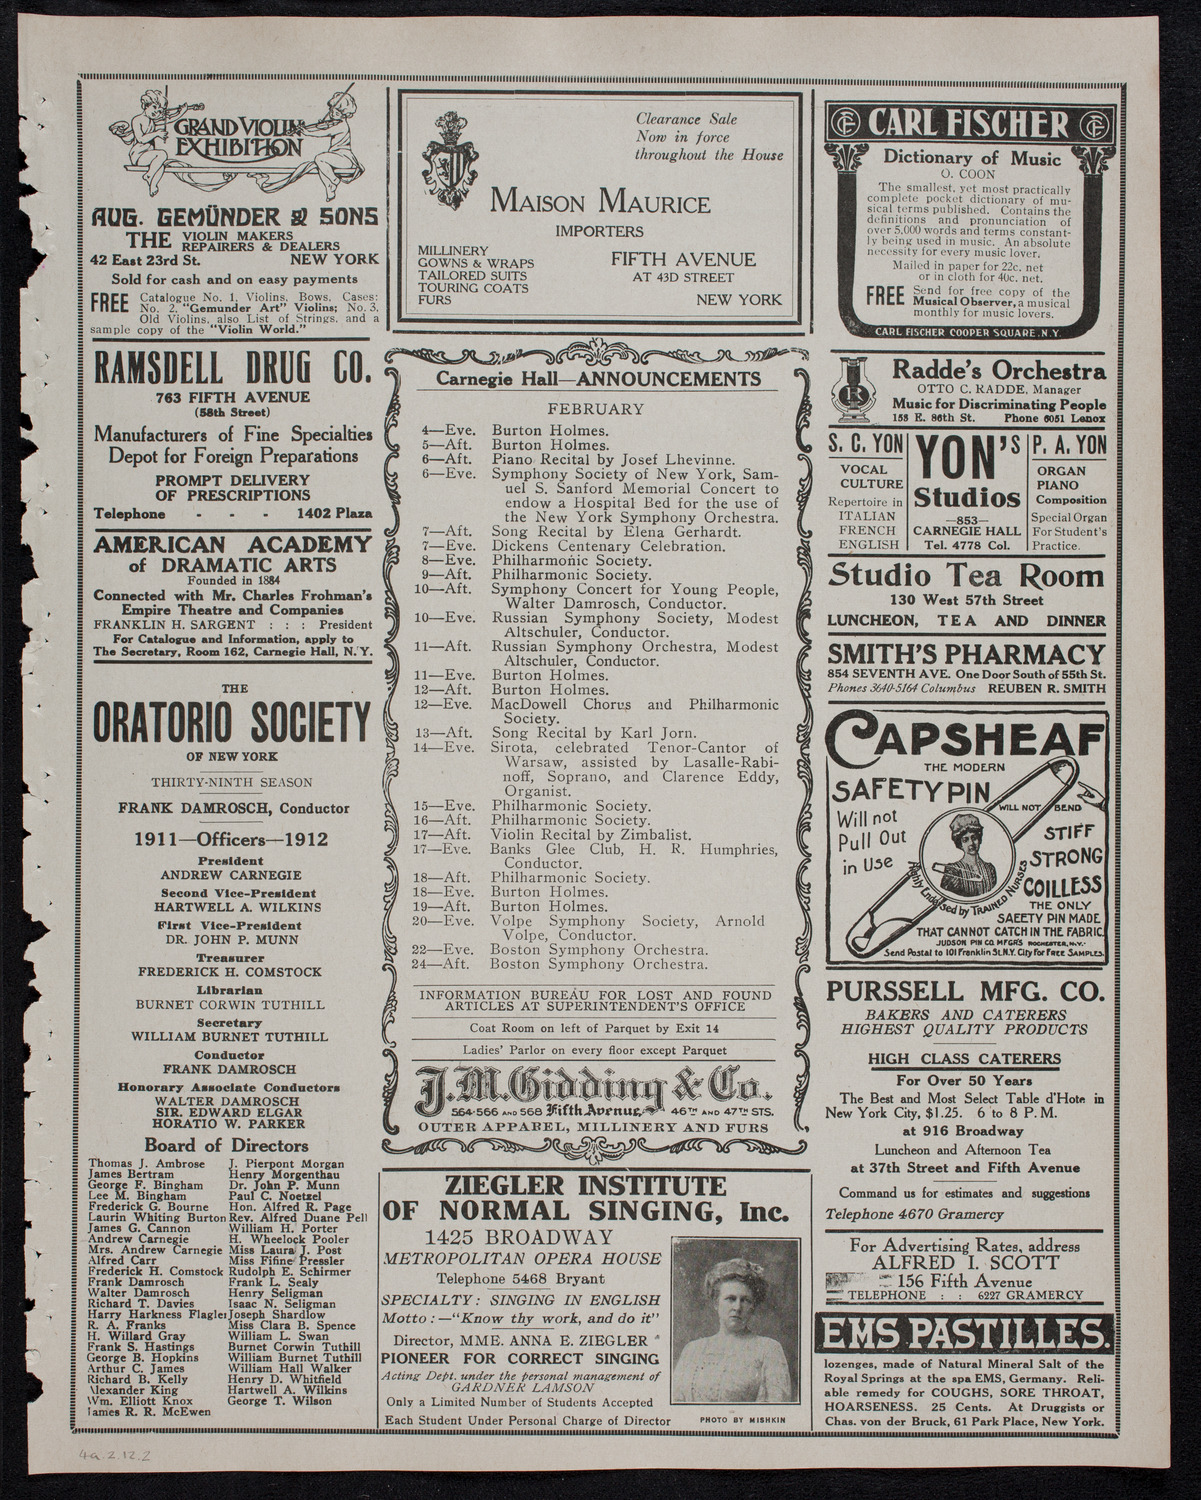 GRAND VIOLIN
EXHIBITION
AUG. GEMÜNDER & SONS
THE VIOLIN MAKERS
REPAIRERS & DEALERS
42 East 23rd St. NEW YORK
Sold for cash and on easy payments
FREE Catalogue No. 1, Violins, Bows, Cases;
No. 2, "Gemunder Art" Violins; No. 3,
Old Violins, also List of Strings, and a
sample copy of the "Violin World."
RAMSDELL DRUG CO.
763 FIFTH AVENUE
(58th Street)
Manufacturers of Fine Specialties
Depot for Foreign Preparations
PROMPT DELIVERY
OF PRESCRIPTIONS
Telephone - - - 1402 Plaza
AMERICAN ACADEMY
of DRAMATIC ARTS
Founded in 1884
Connected with Mr. Charles Frohman's
Empire Theatre and Companies
FRANKLIN H. SARGENT : : : President
For Catalogue and Information, apply to
The Secretary, Room 162, Carnegie Hall, N.Y.
THE
ORATORIO SOCIETY
OF NEW YORK
THIRTY-NINTH SEASON
FRANK DAMROSCH, Conductor
1911—Officers—1912
President
ANDREW CARNEGIE
Second Vice-President
HARTWELL A. WILKINS
First Vice-President
DR. JOHN P. MUNN
Treasurer
FREDERICK H. COMSTOCK
Librarian
BURNET CORWIN TUTHILL
Secretary
WILLIAM BURNET TUTHILL
Conductor
FRANK DAMROSCH
Honorary Associate Conductors
WALTER DAMROSCH
SIR. EDWARD ELGAR
HORATIO W. PARKER
Board of Directors
Thomas J. Ambrose J. Pierpont Morgan
James Bertram Henry Morgenthau
George F. Bingham Dr. John P. Munn
Lee M. Bingham Paul C. Noetzel
Frederick G. Bourne Hon. Alfred R. Page
Laurin Whiting Burton Rev. Alfred Duane Pell
James G. Cannon William H. Porter
Andrew Carnegie H. Wheelock Pooler
Mrs. Andrew Carnegie Miss Laura J. Post
Alfred Carr Miss Fifine Pressler
Frederick H. Comstock Rudolph E. Schirmer
Frank Damrosch Frank L. Sealy
Walter Damrosch Henry Seligman
Richard T. Davies Isaac N. Seligman
Harry Harkness Flagler Joseph Shardlow
R. A. Franks Miss Clara B. Spence
H. Willard Gray William L. Swan
Frank S. Hastings Burnet Corwin Tuthill
George B. Hopkins William Burnet Tuthill
Arthur C. James William Hall Walker
Richard B. Kelly Henry D. Whitfield
Alexander King Hartwell A. Wilkins
Wm. Elliott Knox George T. Wilson
James R. R. McEwen
Clearance Sale
Now in force
throughout the House
MAISON MAURICE
IMPORTERS
MILLINERY
GOWNS & WRAPS
TAILORED SUITS
TOURING COATS
FURS
FIFTH AVENUE
AT 43D STREET
NEW YORK
Carnegie Hall—ANNOUNCEMENTS
FEBRUARY
4—Eve. Burton Holmes.
5—Aft. Burton Holmes.
6—Aft. Piano Recital by Josef Lhevinne.
6—Eve. Symphony Society of New York, Sam-
uel S. Sanford Memorial Concert to
endow a Hospital Bed for the use of
the New York Symphony Orchestra.
7—Aft. Song Recital by Elena Gerhardt.
7—Eve. Dickens Centenary Celebration.
8—Eve. Philharmonic Society.
9—Aft. Philharmonic Society.
10—Aft. Symphony Concert for Young People,
Walter Damrosch, Conductor.
10—Eve. Russian Symphony Society, Modest
Altschuler, Conductor.
11—Aft. Russian Symphony Orchestra, Modest
Altschuler, Conductor.
11—Eve. Burton Holmes.
12—Aft. Burton Holmes.
12—Eve. MacDowell Chorus and Philharmonic
Society.
13—Aft. Song Recital by Karl Jorn.
14—Eve. Sirota, celebrated Tenor-Cantor of
Warsaw, assisted by Lasalle-Rabi-
noff, Soprano, and Clarence Eddy,
Organist.
15—Eve. Philharmonic Society.
16—Aft. Philharmonic Society.
17—Aft. Violin Recital by Zimbalist.
17—Eve. Banks Glee Club, H. R. Humphries,
Conductor.
18—Aft. Philharmonic Society.
18—Eve. Burton Holmes.
19—Aft. Burton Holmes.
20—Eve. Volpe Symphony Society, Arnold
Volpe, Conductor.
22—Eve. Boston Symphony Orchestra.
24—Aft. Boston Symphony Orchestra.
INFORMATION BUREAU FOR LOST AND FOUND
ARTICLES AT SUPERINTENDENT'S OFFICE
Coat Room on left of Parquet by Exit 14
Ladies' Parlor on every floor except Parquet
J.M. Gidding & Co.
564-566 AND 568 Fifth Avenue, 46TH AND 47TH STS.
OUTER APPAREL, MILLINERY AND FURS
ZIEGLER INSTITUTE
OF NORMAL SINGING, Inc.
1425 BROADWAY
METROPOLITAN OPERA HOUSE
Telephone 5468 Bryant
SPECIALTY: SINGING IN ENGLISH
Motto:—"Know thy work, and do it"
Director, MME. ANNA E. ZIEGLER
PIONEER FOR CORRECT SINGING
Acting Dept. under the personal management of
GARDNER LAMSON
Only a Limited Number of Students Accepted
Each Student Under Personal Charge of Director
PHOTO BY MISHKIN
CF CARL FISCHER CF
Dictionary of Music
O. COON
The smallest, yet most practically
complete pocket dictionary of mu-
sical terms published. Contains the
definitions and pronunciation of
over 5,000 words and terms constant-
ly being used in music. An absolute
necessity for every music lover.
Mailed in paper for 22c. net
or in cloth for 40c. net.
FREE Send for free copy of the
Musical Observer, a musical
monthly for music lovers.
CARL FISCHER COOPER SQUARE. N.Y.
R
Radde's Orchestra
OTTO C. RADDE, Manager
Music for Discriminating People
158 E. 86th St. Phone 6051 Lenox
S. C. YON
VOCAL
CULTURE
Repertoire in
ITALIAN
FRENCH
ENGLISH
YON'S
Studios
—853—
CARNEGIE HALL
Tel. 4778 Col.
P. A. YON
ORGAN
PIANO
Composition
Special Organ
For Student's
Practice.
Studio Tea Room
130 West 57th Street
LUNCHEON, TEA AND DINNER
SMITH'S PHARMACY
854 SEVENTH AVE. One Door South of 55th St.
Phones 3640-5164 Columbus REUBEN R. SMITH
CAPSHEAF
THE MODERN
SAFETY PIN
WILL NOT BEND
Will not
Pull Out
in Use
STIFF
STRONG
COILLESS
Highly Endorsed by TRAINED NURSES
THE ONLY
SAFETY PIN MADE
THAT CANNOT CATCH IN THE FABRIC.
JUDSON PIN CO. MFGRS ROCHESTER, N.Y.
Send Postal to 101 Franklin St. N.Y. City for FREE SAMPLES.
PURSSELL MFG. CO.
BAKERS AND CATERERS
HIGHEST QUALITY PRODUCTS
HIGH CLASS CATERERS
For Over 50 Years
The Best and Most Select Table d'Hote in
New York City, $1.25. 6 to 8 P. M.
at 916 Broadway
Luncheon and Afternoon Tea
at 37th Street and Fifth Avenue
Command us for estimates and suggestions
Telephone 4670 Gramercy
For Advertising Rates, address
ALFRED I. SCOTT
156 Fifth Avenue
TELEPHONE : : 6227 GRAMERCY
EMS PASTILLES.
lozenges, made of Natural Mineral Salt of the
Royal Springs at the spa EMS, Germany. Reli-
able remedy for COUGHS, SORE THROAT,
HOARSENESS. 25 Cents. At Druggists or
Chas. von der Bruck, 61 Park Place, New York.
4a.2.12.2